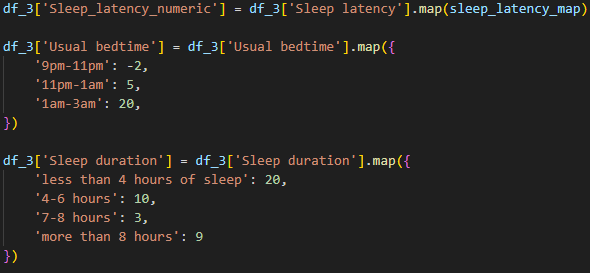 df_3['Sleep_latency_numeric'] = df_3['Sleep latency'].map(sleep_latency_map)
df_3['Usual bedtime'] = df_3['Usual bedtime'].map({
    '9pm-11pm': -2,
    '11pm-1am': 5,
    '1am-3am': 20,
})
df_3['Sleep duration'] = df_3['Sleep duration'].map({
    'less than 4 hours of sleep': 20,
    '4-6 hours': 10,
    '7-8 hours': 3,
    'more than 8 hours': 9
})